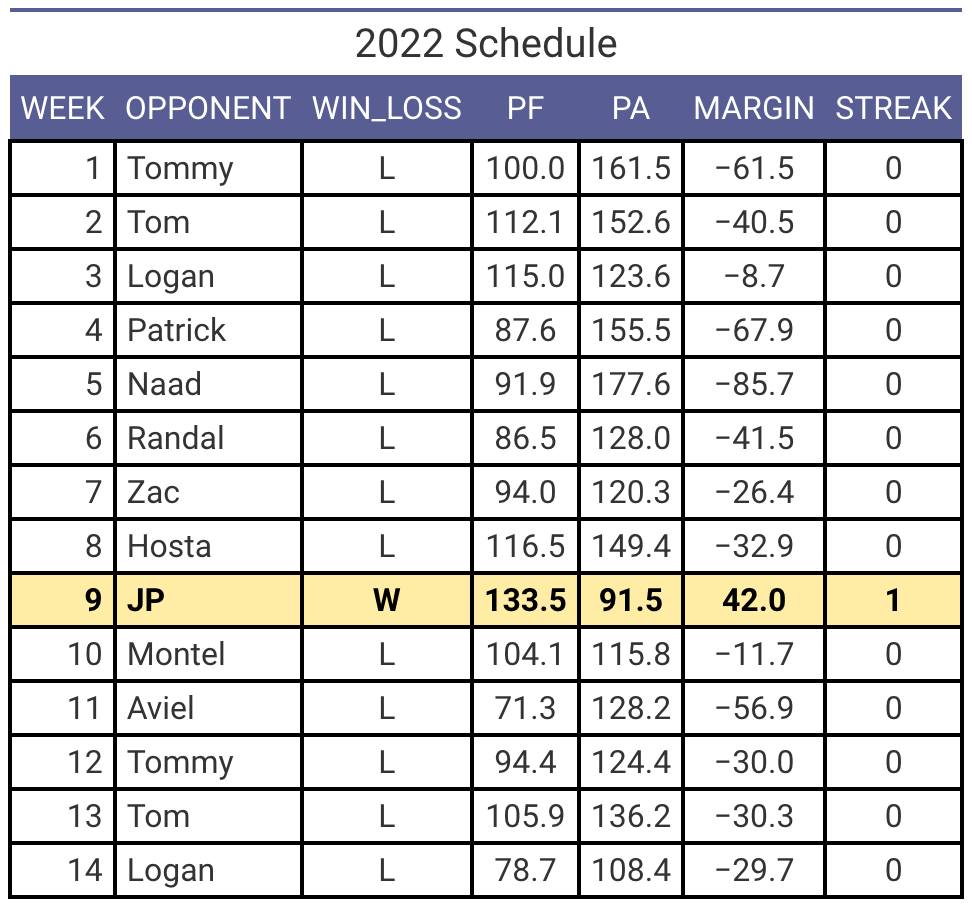 2022 Schedule
WEEK OPPONENT WIN_LOSS PF PA MARGIN STREAK
1 Tommy L 100.0 161.5 −61.5 0
2 Tom L 112.1 152.6 −40.5 0
3 Logan L 115.0 123.6 −8.7 0
4 Patrick L 87.6 155.5 −67.9 0
5 Naad L 91.9 177.6 −85.7 0
6 Randal L 86.5 128.0 −41.5 0
7 Zac L 94.0 120.3 −26.4 0
8 Hosta L 116.5 149.4 −32.9 0
9 JP W 133.5 91.5 42.0 1
10 Montel L 104.1 115.8 −11.7 0
11 Aviel L 71.3 128.2 −56.9 0
12 Tommy L 94.4 124.4 −30.0 0
13 Tom L 105.9 136.2 −30.3 0
14 Logan L 78.7 108.4 −29.7 0